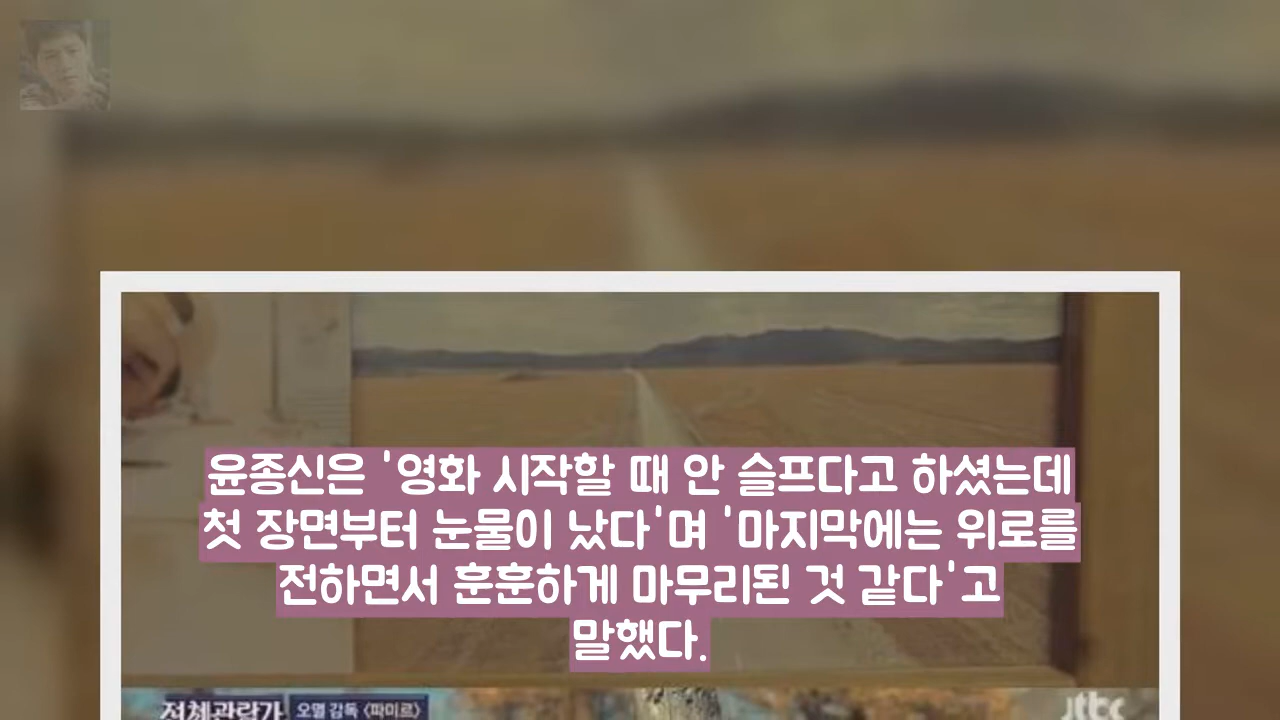 윤종신은 '영화 시작할 때 안 슬프다고 하셨는데
첫 장면부터 눈물이 났다'며 '마지막에는 위로를
전하면서 훈훈하게 마무리된 것 같다'고
말했다.
전체관람가 오멸 감독 〈파미르〉 jtbc